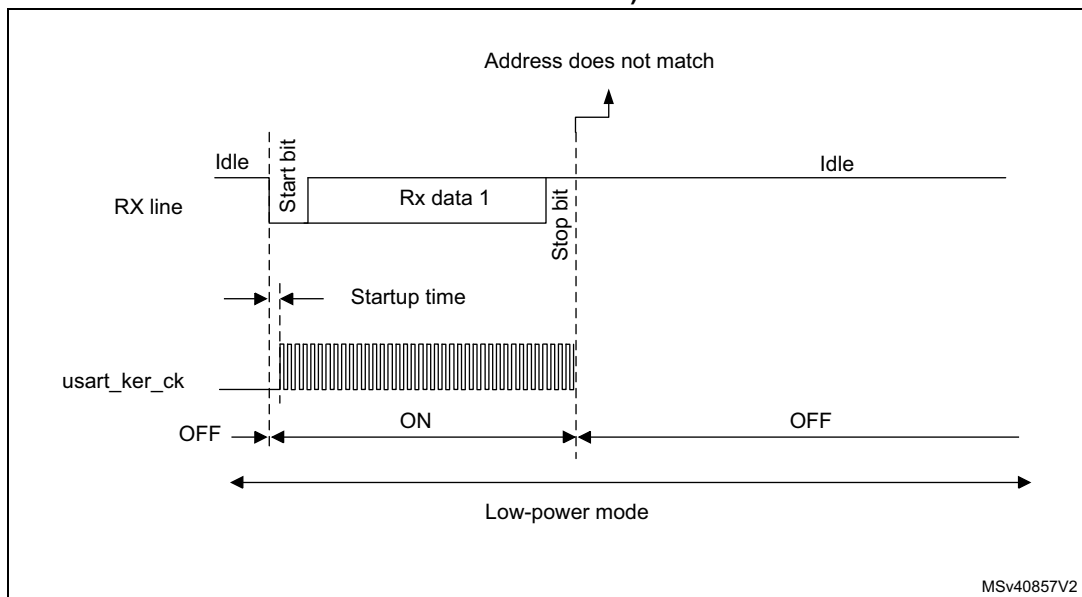 Address does not match
Idle
Start bit
Idle
RX line
Rx data 1
Stop bit
Startup time
usart_ker_ck
OFF
ON
OFF
Low-power mode
MSv40857V2